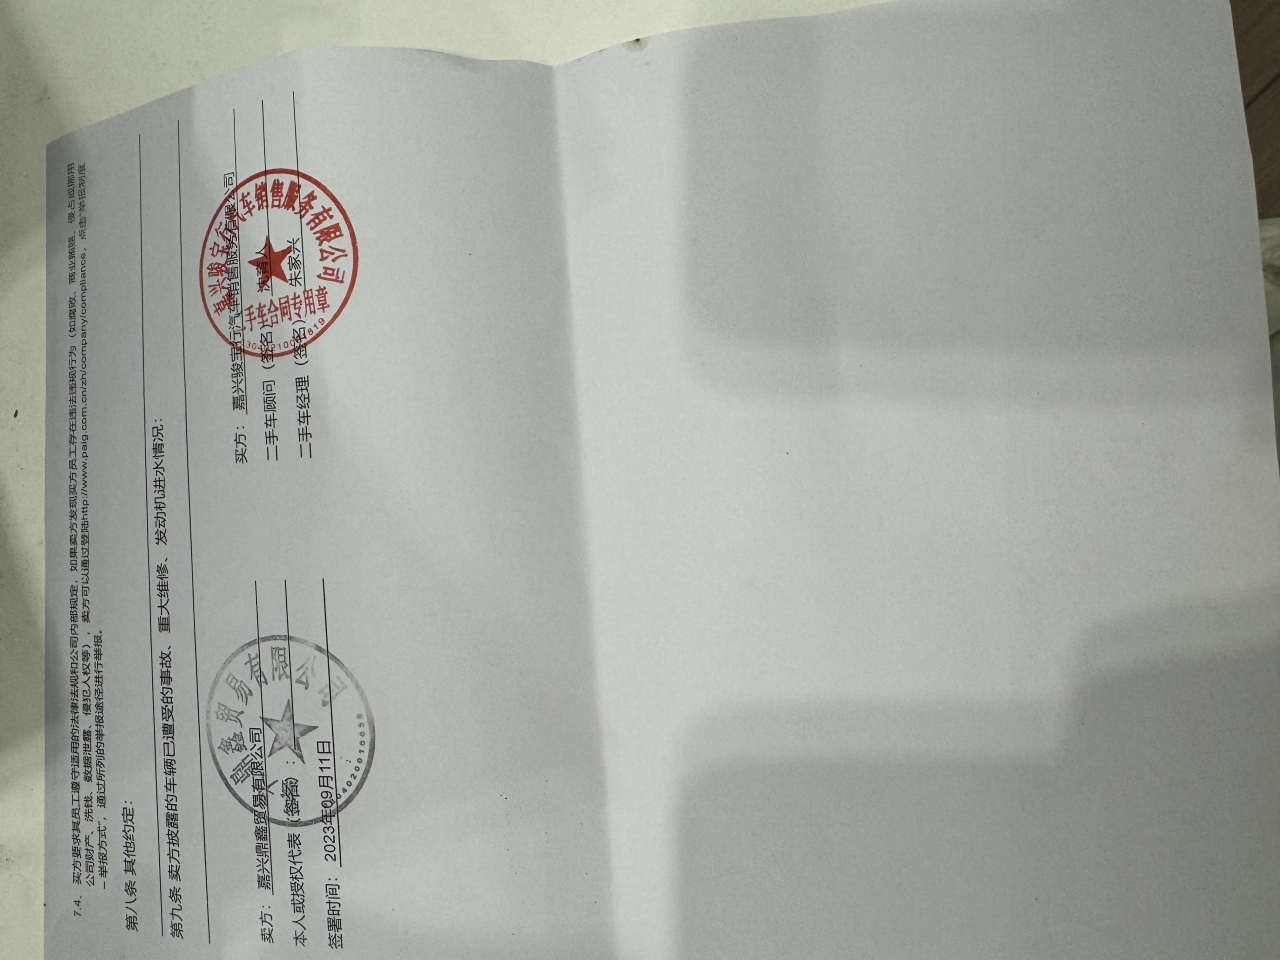 7.4、买方要求其员工遵守适用的法律法规和公司内部规定，如果卖方发现买方员工存在违法违规行为（如腐败、商业贿赂、侵占或挪用
公司财产、洗钱、数据泄露、侵犯人权等），卖方可以通过登陆http://www.paig.com.cn/zh/company/compliance，点击“举报制度
－举报方式”，通过所列的举报途径进行举报。
第八条 其他约定：
第九条 卖方披露的车辆已遭受的事故、重大维修、发动机进水情况：
卖方：嘉兴鼎鑫贸易有限公司
本人或授权代表（签名）：
签署时间：2023年09月11日
买方：嘉兴骏宝行汽车销售服务有限公司
二手车顾问（签名）
二手车经理（签名）朱家兴
鼎鑫贸易有限公司
汽车销售服务有限公司
二手车合同专用章